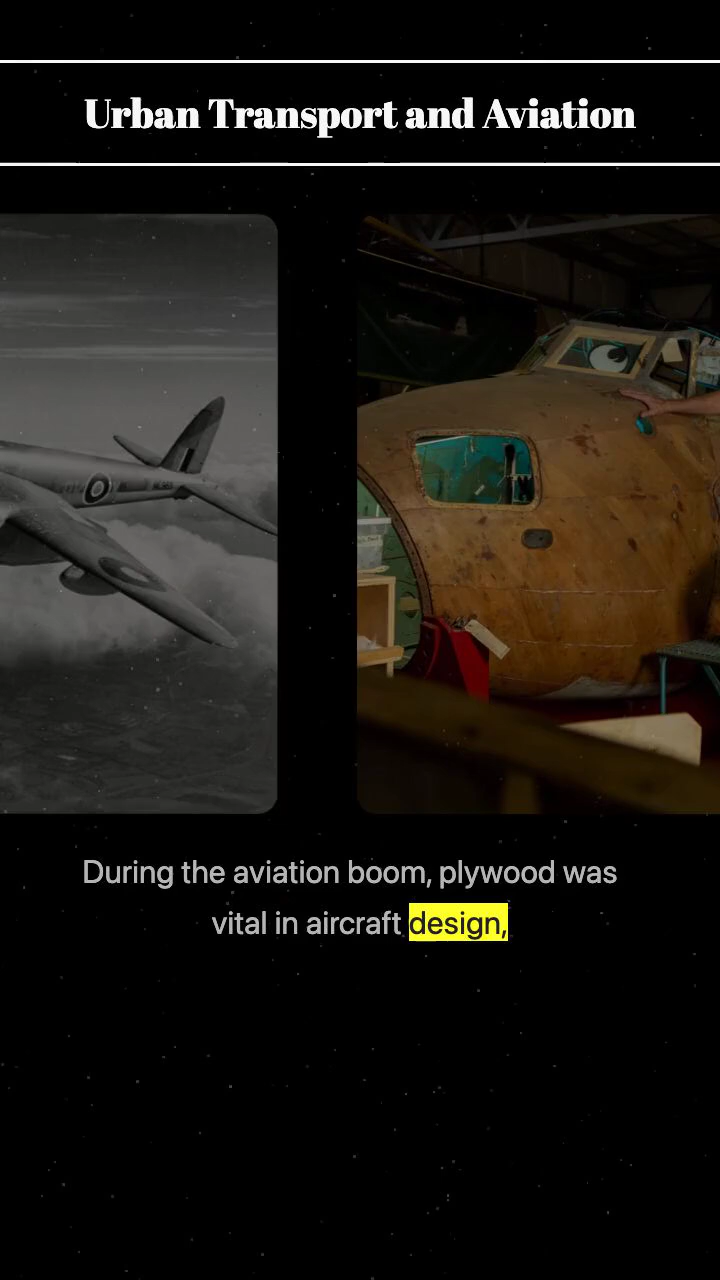 Urban Transport and Aviation
During the aviation boom, plywood was
vital in aircraft design,